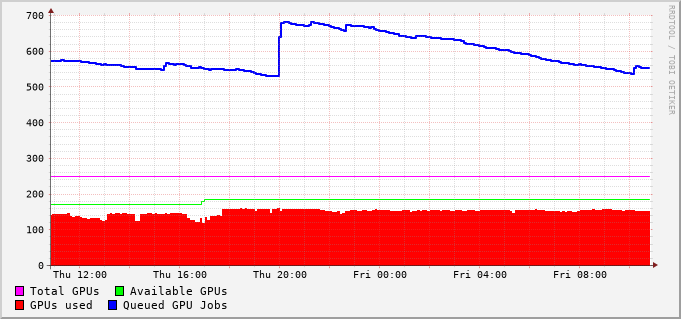 700
600
500
400
300
200
100
0
Thu 12:00 Thu 16:00 Thu 20:00 Fri 00:00 Fri 04:00 Fri 08:00
Total GPUs Available GPUs
GPUs used Queued GPU Jobs
RRDTOOL / TOBI OETIKER